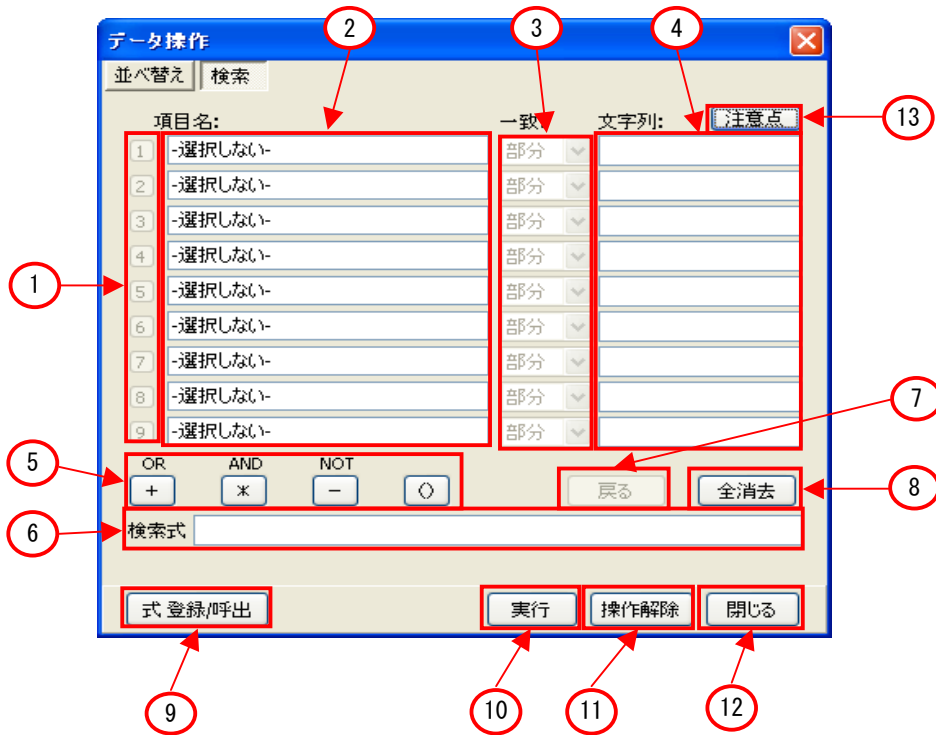 2
3
4
データ操作
並べ替え 検索
項目名: 一致: 文字列: 注意点
13
1 -選択しない- 部分
2 -選択しない- 部分
3 -選択しない- 部分
4 -選択しない- 部分
1
5 -選択しない- 部分
6 -選択しない- 部分
7 -選択しない- 部分
8 -選択しない- 部分
7
9 -選択しない- 部分
5
OR AND NOT
+ * - () 戻る 全消去
8
6
検索式
式 登録/呼出 実行 操作解除 閉じる
9
10
11
12